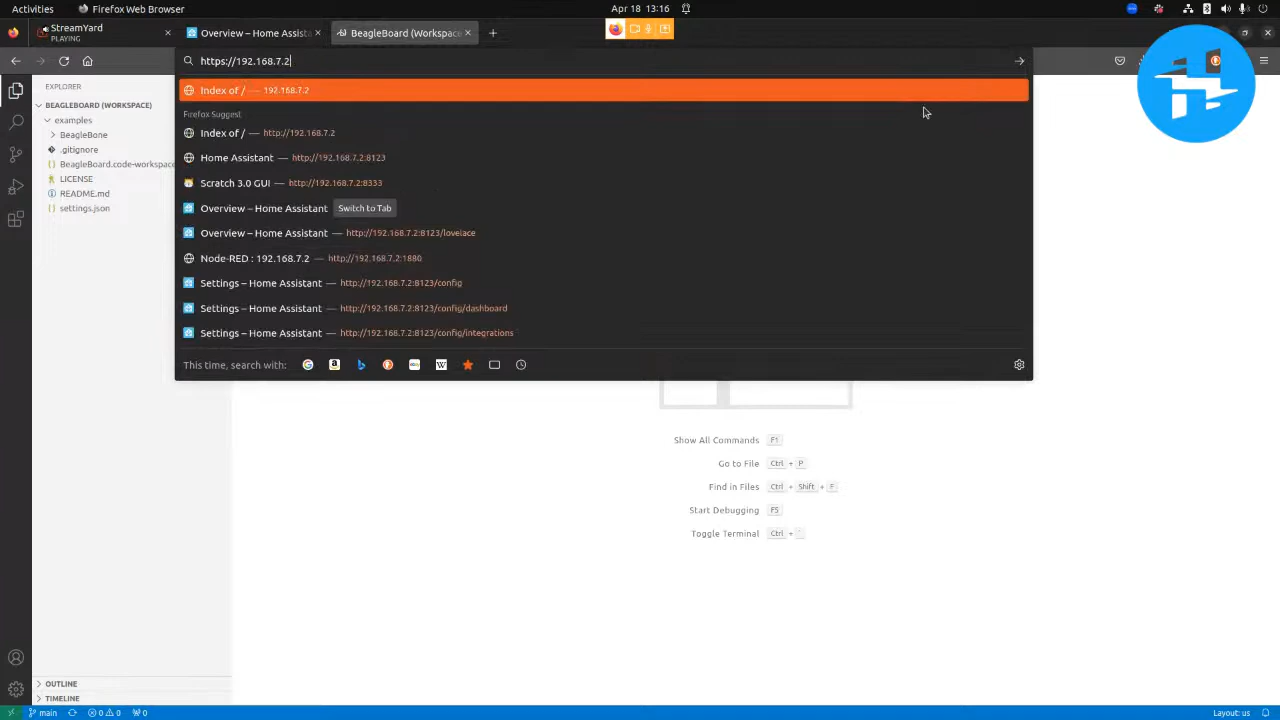 Activities Firefox Web Browser Apr 18 13:16
StreamYard
PLAYING
Overview – Home Assist
BeagleBoard (Workspace
https://192.168.7.2
Index of / — 192.168.7.2
Firefox Suggest
Index of / — http://192.168.7.2
Home Assistant — http://192.168.7.2:8123
Scratch 3.0 GUI — http://192.168.7.2:8333
Overview – Home Assistant Switch to Tab
Overview – Home Assistant — http://192.168.7.2:8123/lovelace
Node-RED : 192.168.7.2 — http://192.168.7.2:1880
Settings – Home Assistant — http://192.168.7.2:8123/config
Settings – Home Assistant — http://192.168.7.2:8123/config/dashboard
Settings – Home Assistant — http://192.168.7.2:8123/config/integrations
This time, search with:
EXPLORER
BEAGLEBOARD (WORKSPACE)
examples
BeagleBone
.gitignore
BeagleBoard.code-workspace
LICENSE
README.md
settings.json
Show All Commands F1
Go to File Ctrl + P
Find in Files Ctrl + Shift + F
Start Debugging F5
Toggle Terminal Ctrl + `
OUTLINE
TIMELINE
main 0 0 0 Layout: us